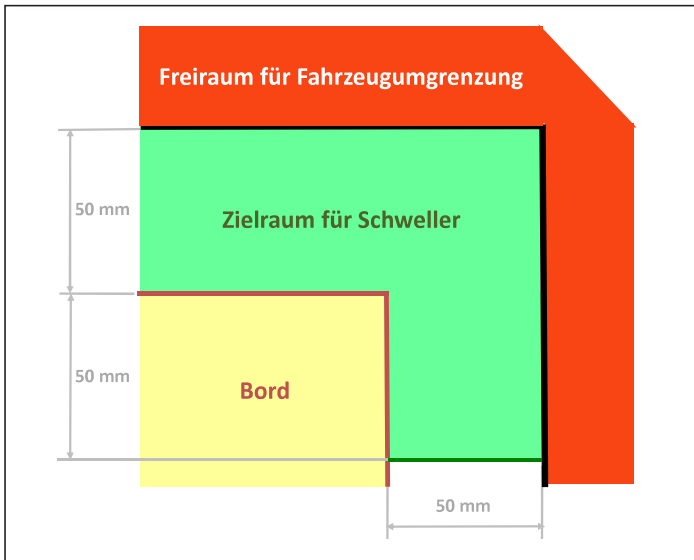 Freiraum für Fahrzeugumgrenzung
50 mm
Zielraum für Schweller
50 mm
Bord
50 mm